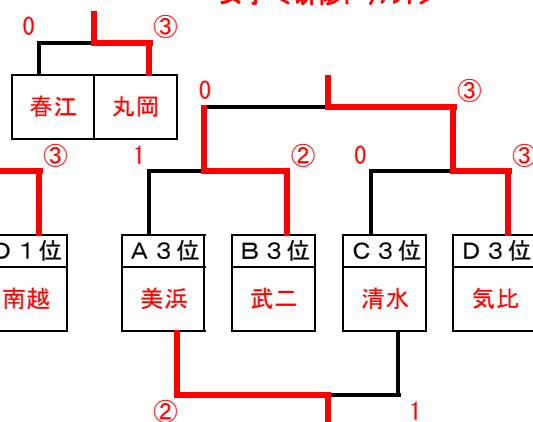 0 ③
春江 丸岡
0 ③
③ 1 ② 0 ③
D1位 A3位 B3位 C3位 D3位
南越 美浜 武二 清水 気比
② 1